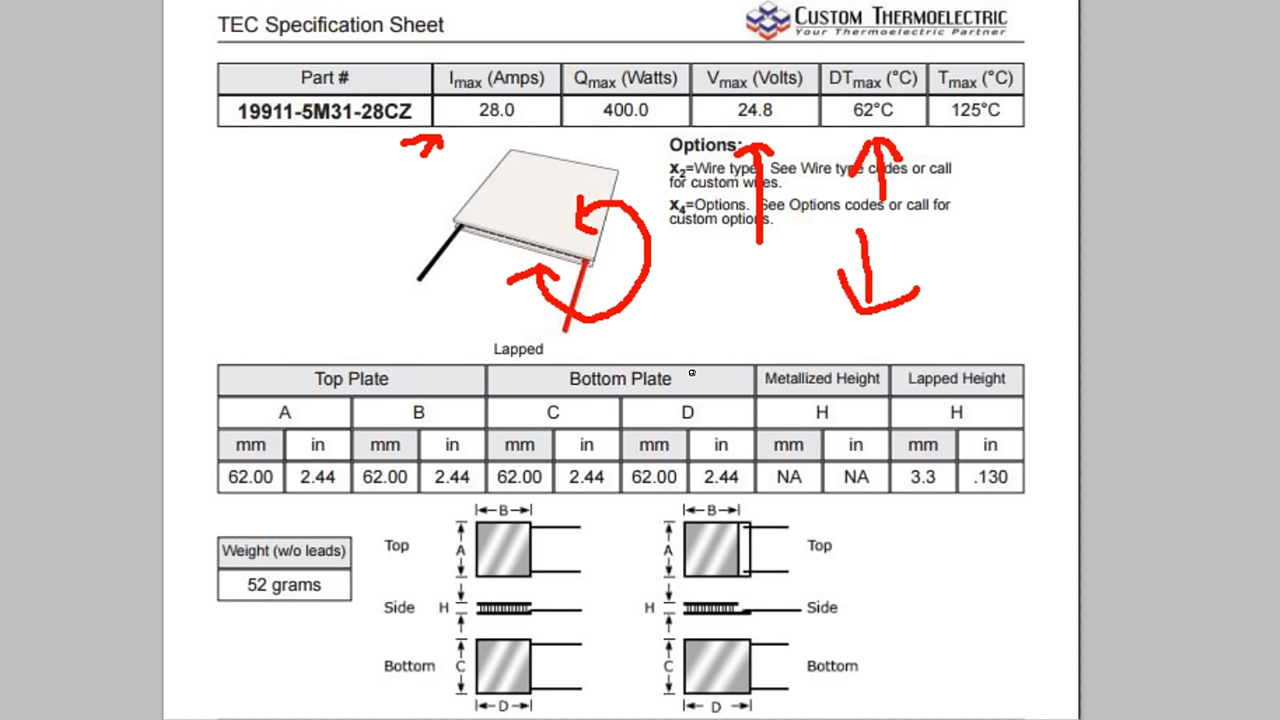 TEC Specification Sheet
CUSTOM THERMOELECTRIC
Your Thermoelectric Partner
Part # Imax (Amps) Qmax (Watts) Vmax (Volts) DTmax (°C) Tmax (°C)
19911-5M31-28CZ 28.0 400.0 24.8 62°C 125°C
Options:
x2=Wire type. See Wire type codes or call
for custom wires.
x4=Options. See Options codes or call for
custom options.
Lapped
Top Plate Bottom Plate Metallized Height Lapped Height
A B C D H H
mm in mm in mm in mm in mm in mm in
62.00 2.44 62.00 2.44 62.00 2.44 62.00 2.44 NA NA 3.3 .130
B B
Top A A Top
Weight (w/o leads)
52 grams
Side H H Side
Bottom C C Bottom
D D